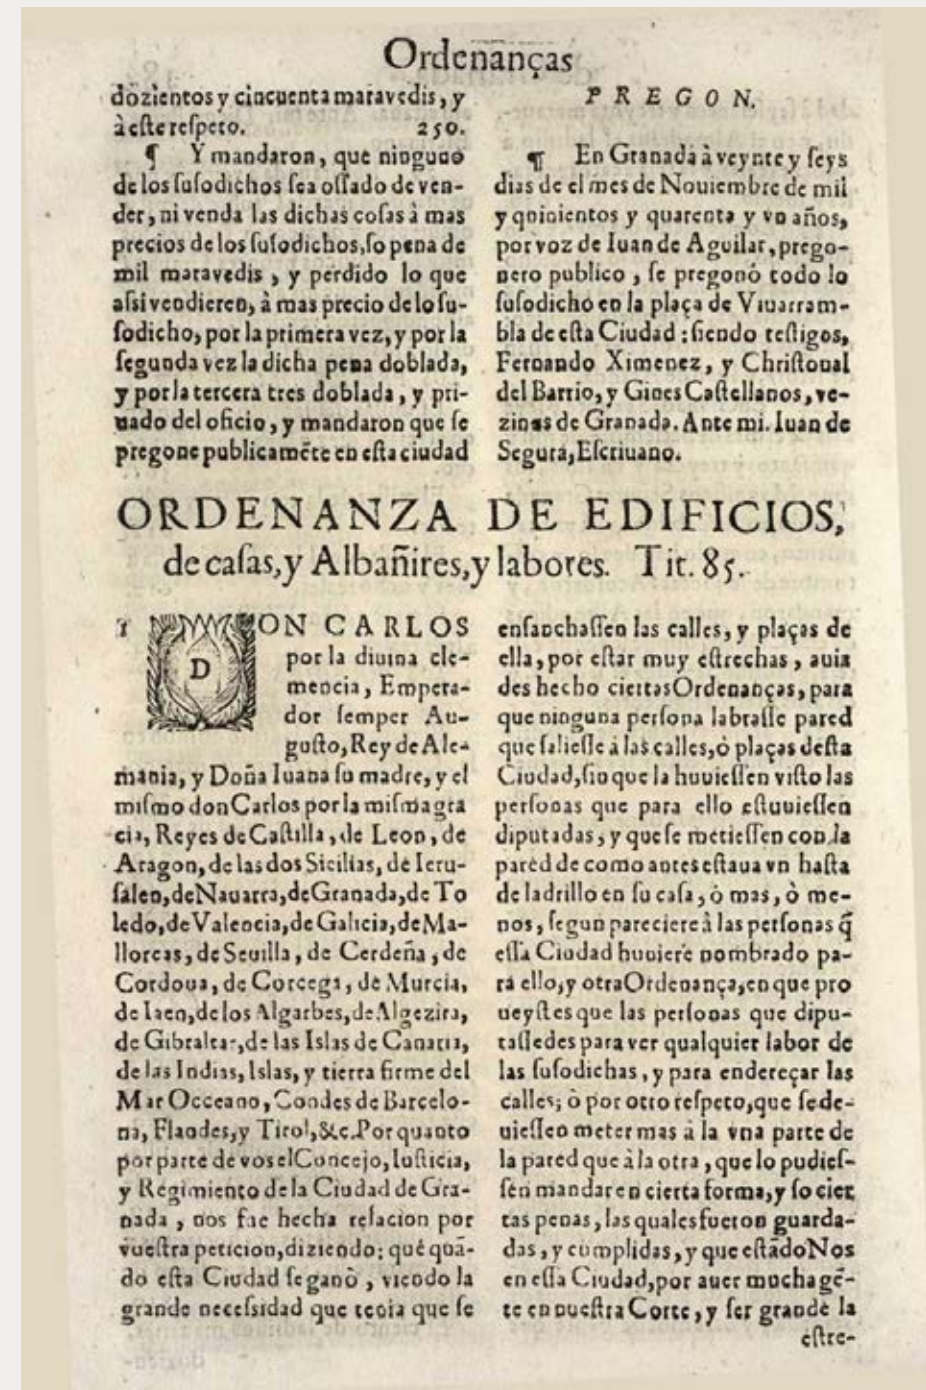 Ordenanças
dozientos y cincuenta maravedis, y
à este respeto. 250.
¶ Y mandaron, que ninguno
de los susodichos sea ossado de ven-
der, ni venda las dichas cosas à mas
precios de los susodichos, so pena de
mil maravedis, y perdido lo que
assi vendieren, à mas precio de lo su-
sodicho, por la primera vez, y por la
segunda vez la dicha pena doblada,
y por la tercera tres doblada, y pri-
uado del oficio, y mandaron que se
pregone publicamẽte en esta ciudad
PREGON.
¶ En Granada à veynte y seys
dias de el mes de Nouiembre de mil
y quinientos y quarenta y vn años,
por voz de Iuan de Aguilar, prego-
nero publico, se pregonó todo lo
susodicho en la plaça de Viuarram-
bla de esta Ciudad: siendo testigos,
Fernando Ximenez, y Christoual
del Barrio, y Gines Castellanos, ve-
zinos de Granada. Ante mi. Iuan de
Segura, Escriuano.
ORDENANZA DE EDIFICIOS,
de casas, y Albañires, y labores. Tit. 85.
1 DON CARLOS
por la diuina cle-
mencia, Empera-
dor semper Au-
gusto, Rey de Ale-
mania, y Doña Iuana su madre, y el
mismo don Carlos por la misma gra
cia, Reyes de Castilla, de Leon, de
Aragon, de las dos Sicilias, de Ieru-
salen, de Nauarra, de Granada, de To
ledo, de Valencia, de Galicia, de Ma-
llorcas, de Seuilla, de Cerdeña, de
Cordoua, de Corcega, de Murcia,
de Iaen, de los Algarbes, de Algezira,
de Gibraltar, de las Islas de Canaria,
de las Indias, Islas, y tierra firme del
Mar Occeano, Condes de Barcelo-
na, Flandes, y Tirol, &c. Por quanto
por parte de vos el Concejo, Iusticia,
y Regimiento de la Ciudad de Gra-
nada, nos fue hecha relacion por
vuestra peticion, diziendo: que quã-
do esta Ciudad se ganò, viendo la
grande necessidad que tenia que se
ensanchassen las calles, y plaças de
ella, por estar muy estrechas, auia
des hecho ciertas Ordenanças, para
que ninguna persona labrasse pared
que saliesse à las calles, ò plaças desta
Ciudad, sin que la huuiessen visto las
personas que para ello estuuiessen
diputadas, y que se metiessen con la
pared de como antes estaua vn hasta
de ladrillo en su casa, ò mas, ò me-
nos, segun pareciere à las personas q̃
essa Ciudad huuiere nombrado pa-
ra ello, y otra Ordenança, en que pro
ueystes que las personas que dipu-
tassedes para ver qualquier labor de
las susodichas, y para endereçar las
calles; ò por otro respeto, que se de-
uiessen meter mas à la vna parte de
la pared que à la otra, que lo pudies-
sen mandar en cierta forma, y so cier
tas penas, las quales fueron guarda-
das, y cumplidas, y que estãdo Nos
en essa Ciudad, por auer mucha gẽ-
te en nuestra Corte, y ser grande la
estre-